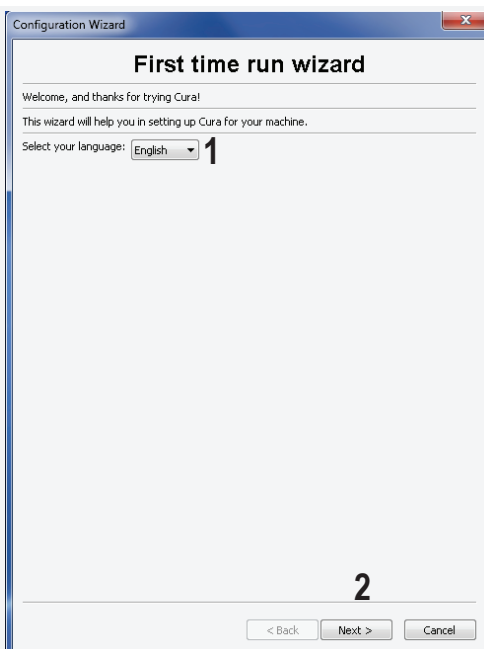 Configuration Wizard
First time run wizard
Welcome, and thanks for trying Cura!
This wizard will help you in setting up Cura for your machine.
Select your language: English 1
2
< Back Next > Cancel